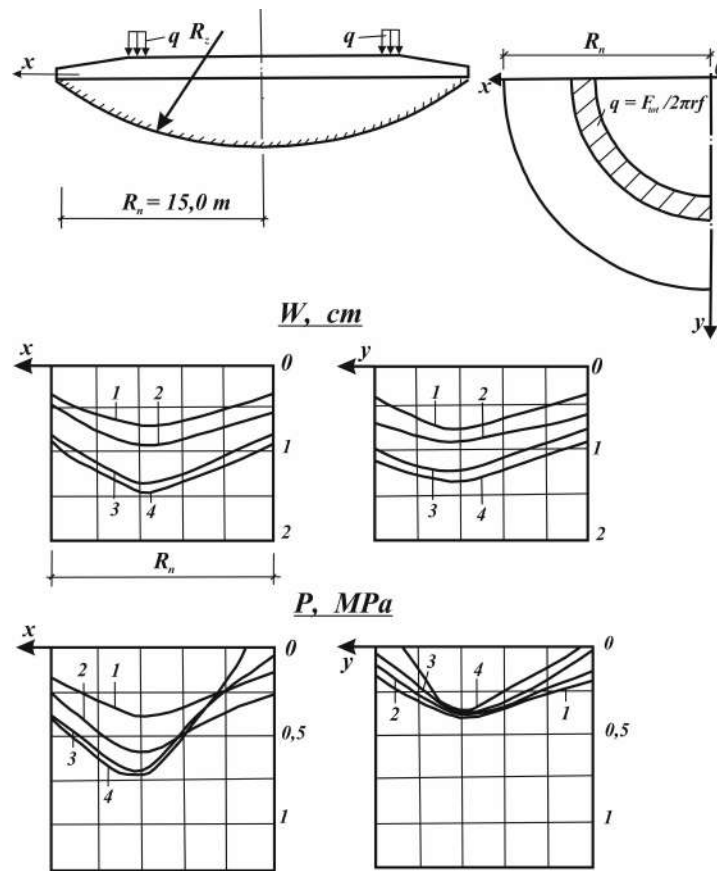 q R_z q
x
R_n = 15,0 m
R_n
x
q = F_tot/2πrf
y
W, cm
x 0
1 2
1
3 4
2
R_n
y 0
1 2
1
3 4
2
P, MPa
x 0
2 1
0,5
3
4
1
y 0
3 4
2 1
0,5
1